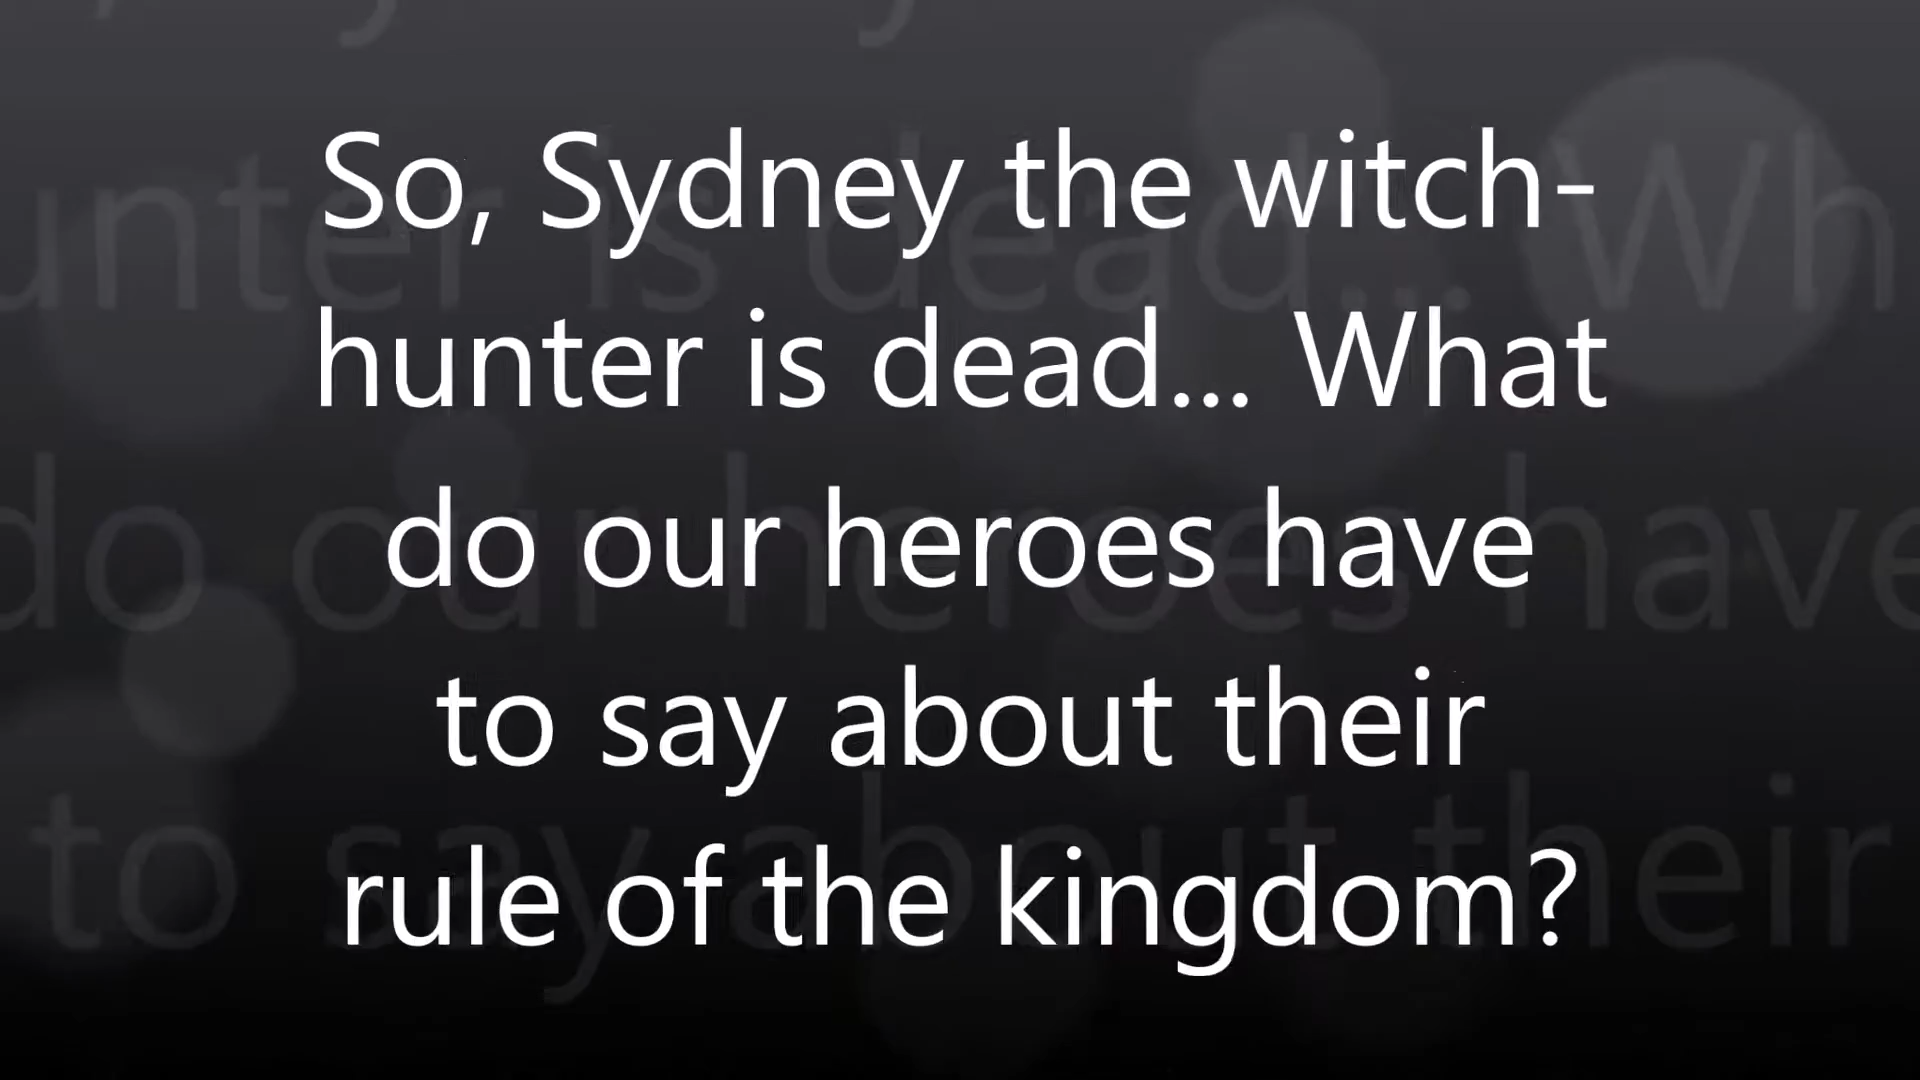 So, Sydney the witch-
hunter is dead... What
do our heroes have
to say about their
rule of the kingdom?